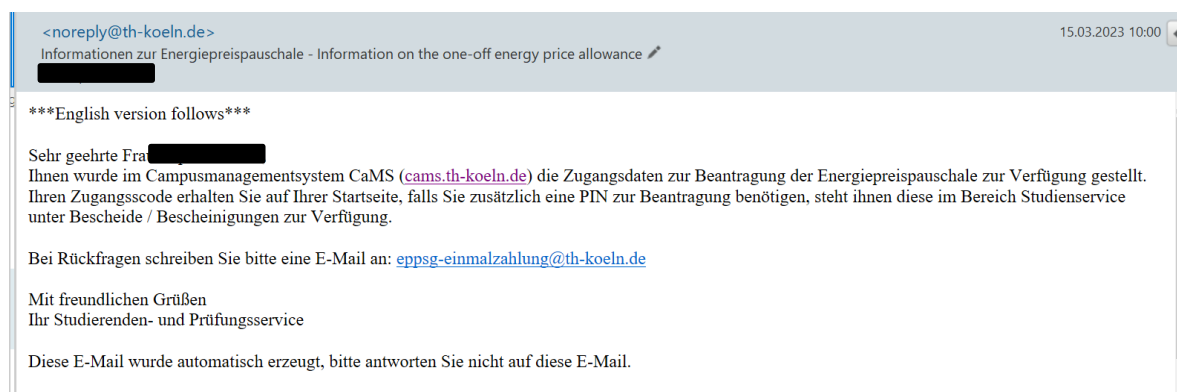 <noreply@th-koeln.de>
15.03.2023 10:00
Informationen zur Energiepreispauschale - Information on the one-off energy price allowance
***English version follows***
Sehr geehrte Frau
Ihnen wurde im Campusmanagementsystem CaMS (cams.th-koeln.de) die Zugangsdaten zur Beantragung der Energiepreispauschale zur Verfügung gestellt.
Ihren Zugangsscode erhalten Sie auf Ihrer Startseite, falls Sie zusätzlich eine PIN zur Beantragung benötigen, steht ihnen diese im Bereich Studienservice
unter Bescheide / Bescheinigungen zur Verfügung.
Bei Rückfragen schreiben Sie bitte eine E-Mail an: eppsg-einmalzahlung@th-koeln.de
Mit freundlichen Grüßen
Ihr Studierenden- und Prüfungsservice
Diese E-Mail wurde automatisch erzeugt, bitte antworten Sie nicht auf diese E-Mail.